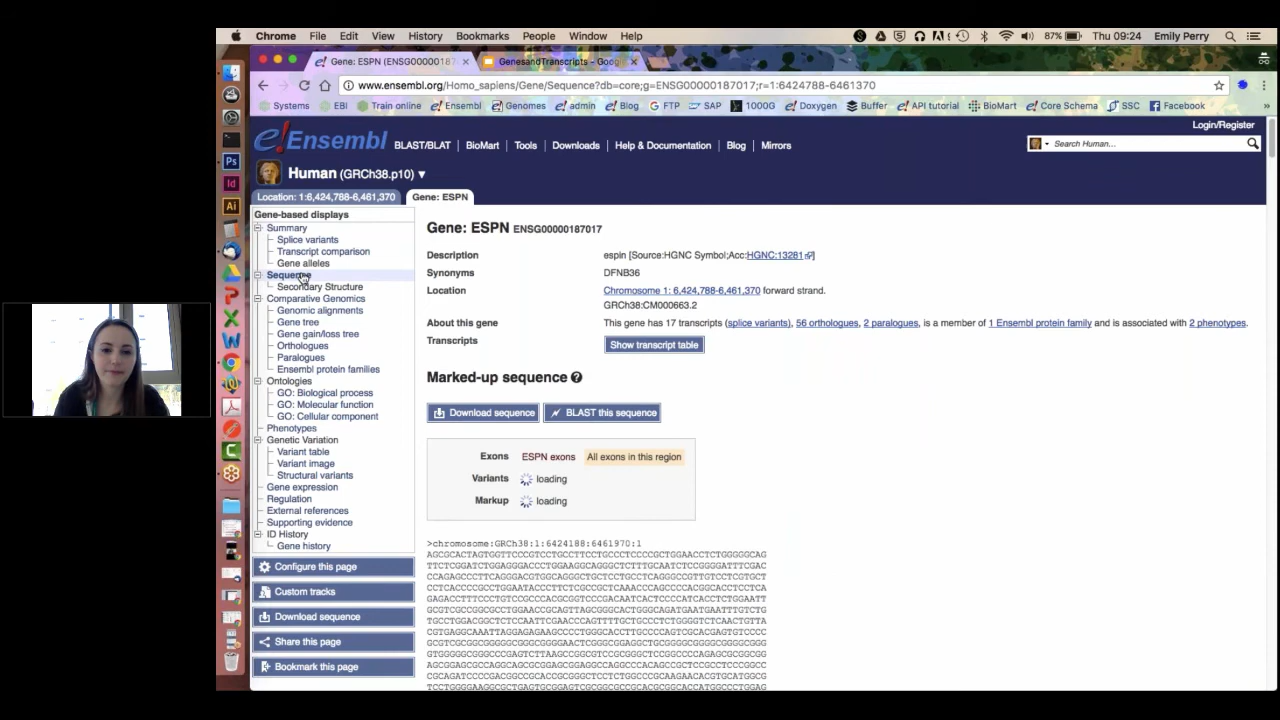 Chrome File Edit View History Bookmarks People Window Help 87% Thu 09:24 Emily Perry
Gene: ESPN (ENSG00000187 × GenesandTranscripts - Goog ×
www.ensembl.org/Homo_sapiens/Gene/Sequence?db=core;g=ENSG00000187017;r=1:6424788-6461370
Systems EBI Train online Ensembl Genomes admin Blog FTP SAP 1000G Doxygen Buffer API tutorial BioMart Core Schema SSC Facebook »
Login/Register
e!Ensembl BLAST/BLAT BioMart Tools Downloads Help & Documentation Blog Mirrors
Search Human...
Human (GRCh38.p10) ▼
Location: 1:6,424,788-6,461,370 Gene: ESPN
Gene-based displays
Summary
Splice variants
Transcript comparison
Gene alleles
Sequence
Secondary Structure
Comparative Genomics
Genomic alignments
Gene tree
Gene gain/loss tree
Orthologues
Paralogues
Ensembl protein families
Ontologies
GO: Biological process
GO: Molecular function
GO: Cellular component
Phenotypes
Genetic Variation
Variant table
Variant image
Structural variants
Gene expression
Regulation
External references
Supporting evidence
ID History
Gene history
Configure this page
Custom tracks
Download sequence
Share this page
Bookmark this page
Gene: ESPN ENSG00000187017
Description espin [Source:HGNC Symbol;Acc:HGNC:13281]
Synonyms DFNB36
Location Chromosome 1: 6,424,788-6,461,370 forward strand.
GRCh38:CM000663.2
About this gene This gene has 17 transcripts (splice variants), 56 orthologues, 2 paralogues, is a member of 1 Ensembl protein family and is associated with 2 phenotypes.
Transcripts Show transcript table
Marked-up sequence
Download sequence BLAST this sequence
Exons ESPN exons All exons in this region
Variants loading
Markup loading
>chromosome:GRCh38:1:6424188:6461970:1